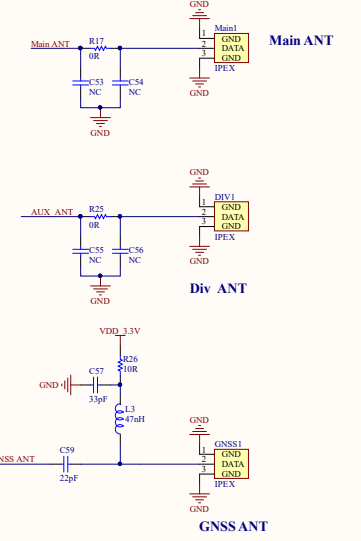 GND
Main1
Main ANT
R17
0R
1 GND
2 DATA
3 GND
IPEX
Main ANT
C53
NC
C54
NC
GND
GND
GND
DIV1
AUX ANT
R25
0R
1 GND
2 DATA
3 GND
IPEX
C55
NC
C56
NC
GND
GND
Div ANT
VDD_3.3V
R26
10R
C57
GND
33pF
L3
47nH
GND
GNSS1
NSS ANT
C59
22pF
1 GND
2 DATA
3 GND
IPEX
GND
GNSS ANT